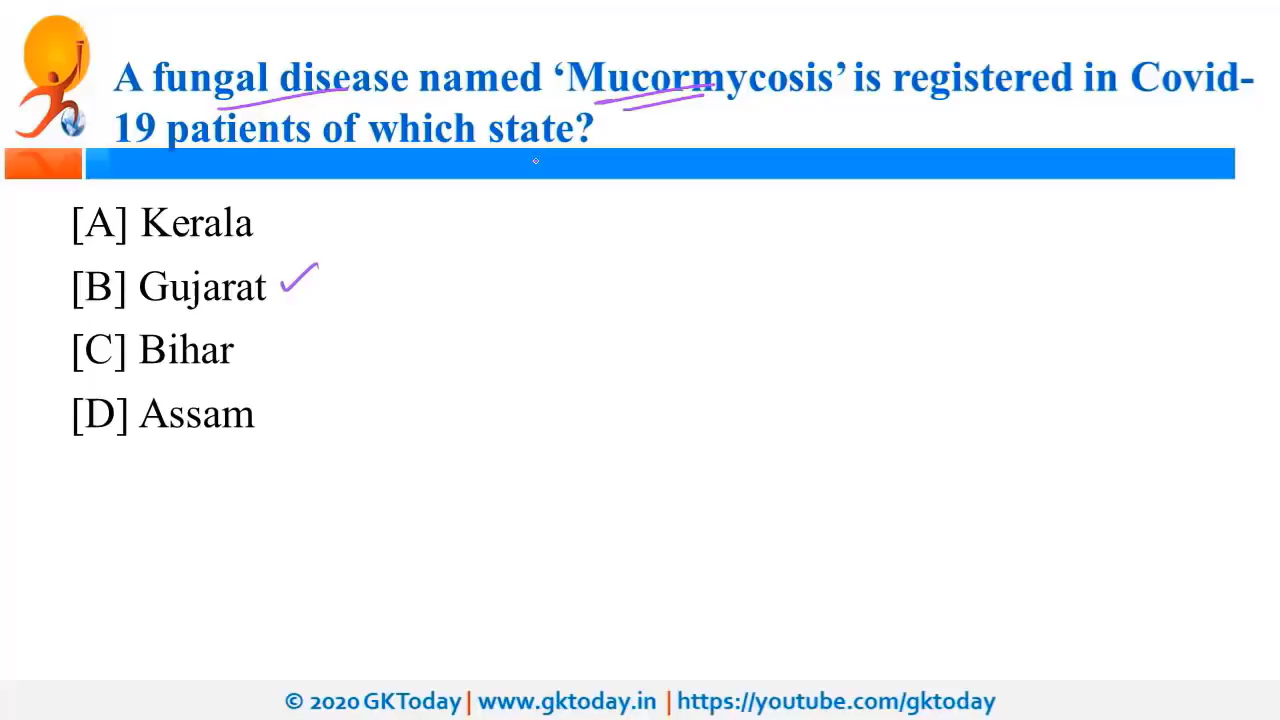 A fungal disease named ‘Mucormycosis’ is registered in Covid-
19 patients of which state?
[A] Kerala
[B] Gujarat
[C] Bihar
[D] Assam
© 2020 GKToday | www.gktoday.in | https://youtube.com/gktoday